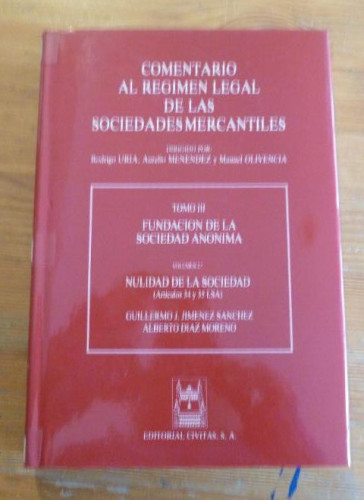 COMENTARIO
AL REGIMEN LEGAL
DE LAS
SOCIEDADES MERCANTILES
DIRIGIDO POR:
Rodrigo URIA, Aurelio MENENDEZ y Manuel OLIVENCIA
TOMO III
FUNDACION DE LA
SOCIEDAD ANONIMA
VOLUMEN
NULIDAD DE LA SOCIEDAD
(Artículos 34 y 35 LSA)
GUILLERMO J. JIMENEZ SANCHEZ
ALBERTO DIAZ MORENO
EDITORIAL CIVITAS, S. A.